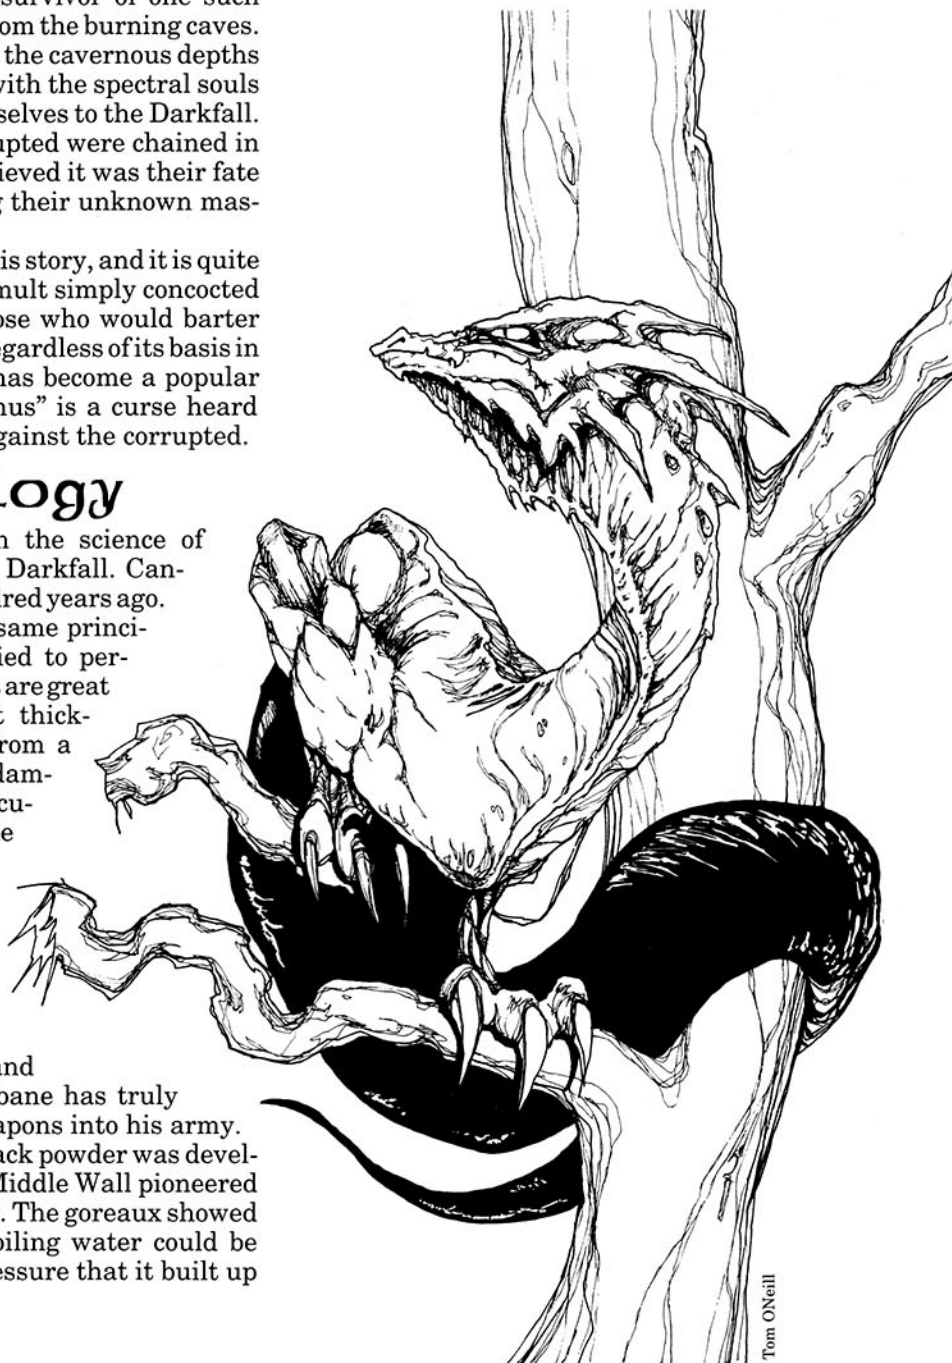 survivor of one such
om the burning caves.
the cavernous depths
with the spectral souls
selves to the Darkfall.
upted were chained in
ieved it was their fate
g their unknown mas-
is story, and it is quite
mult simply concocted
ose who would barter
egardless of its basis in
has become a popular
nus” is a curse heard
gainst the corrupted.
logy
n the science of
Darkfall. Can-
red years ago.
same princi-
ied to per-
are great
t thick-
rom a
dam-
cu-
e
and
bane has truly
apons into his army.
ack powder was devel-
Middle Wall pioneered
. The goreaux showed
oiling water could be
essure that it built up
Tom ONeill